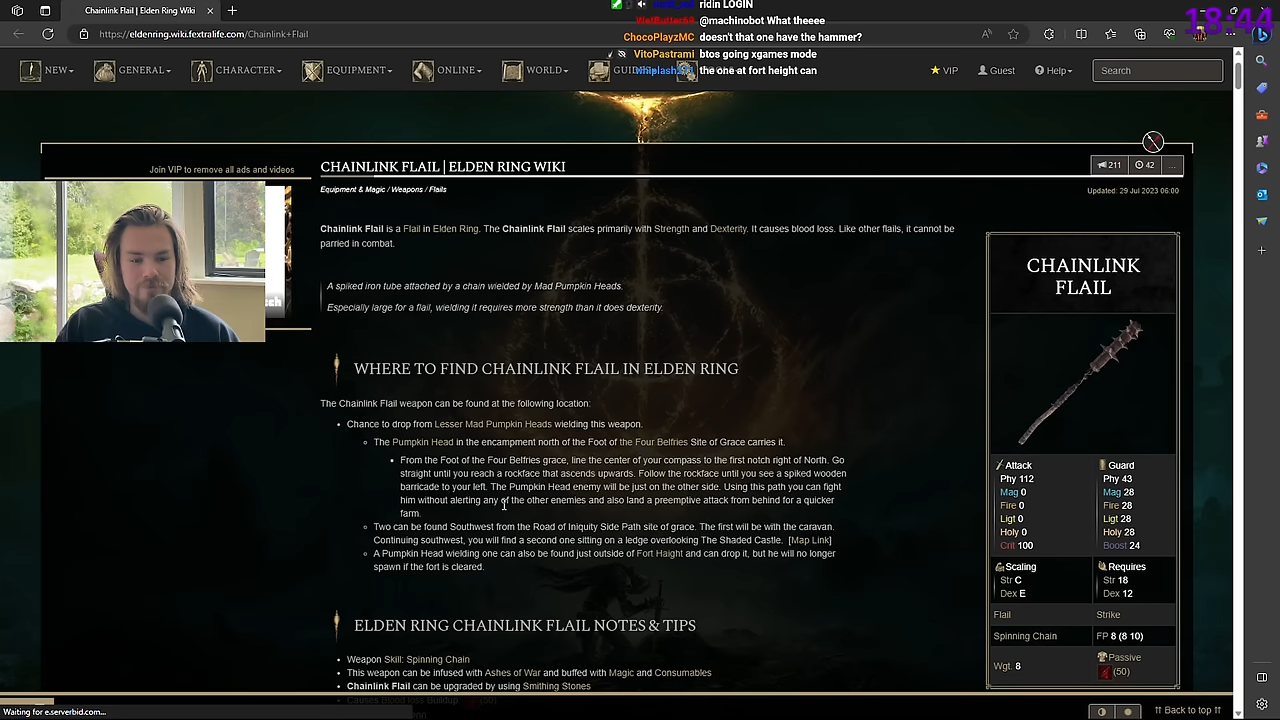 Chainlink Flail | Elden Ring Wiki
ridin LOGIN
18:44
@machinobot What theeee
https://eldenring.wiki.fextralife.com/Chainlink+Flail
ChocoPlayzMC doesn't that one have the hammer?
VitoPastrami btos going xgames mode
whiplash281 the one at fort height can
NEW
GENERAL
CHARACTER
EQUIPMENT
ONLINE
WORLD
VIP
Guest
Help
Search
Join VIP to remove all ads and videos
CHAINLINK FLAIL | ELDEN RING WIKI
211
42
...
Equipment & Magic / Weapons / Flails
Updated: 29 Jul 2023 06:00
Chainlink Flail is a Flail in Elden Ring. The Chainlink Flail scales primarily with Strength and Dexterity. It causes blood loss. Like other flails, it cannot be
parried in combat.
A spiked iron tube attached by a chain wielded by Mad Pumpkin Heads.
Especially large for a flail, wielding it requires more strength than it does dexterity.
WHERE TO FIND CHAINLINK FLAIL IN ELDEN RING
The Chainlink Flail weapon can be found at the following location:
Chance to drop from Lesser Mad Pumpkin Heads wielding this weapon.
The Pumpkin Head in the encampment north of the Foot of the Four Belfries Site of Grace carries it.
From the Foot of the Four Belfries grace, line the center of your compass to the first notch right of North. Go
straight until you reach a rockface that ascends upwards. Follow the rockface until you see a spiked wooden
barricade to your left. The Pumpkin Head enemy will be just on the other side. Using this path you can fight
him without alerting any of the other enemies and also land a preemptive attack from behind for a quicker
farm.
Two can be found Southwest from the Road of Iniquity Side Path site of grace. The first will be with the caravan.
Continuing southwest, you will find a second one sitting on a ledge overlooking The Shaded Castle. [Map Link]
A Pumpkin Head wielding one can also be found just outside of Fort Haight and can drop it, but he will no longer
spawn if the fort is cleared.
ELDEN RING CHAINLINK FLAIL NOTES & TIPS
Weapon Skill: Spinning Chain
This weapon can be infused with Ashes of War and buffed with Magic and Consumables
Chainlink Flail can be upgraded by using Smithing Stones
Causes Blood loss Buildup (50)
CHAINLINK
FLAIL
Attack
Phy 112
Mag 0
Fire 0
Ligt 0
Holy 0
Crit 100
Guard
Phy 43
Mag 28
Fire 28
Ligt 28
Holy 28
Boost 24
Scaling
Str C
Dex E
Requires
Str 18
Dex 12
Flail
Strike
Spinning Chain
FP 8 (8 10)
Wgt. 8
Passive
(50)
Waiting for e.serverbid.com...
Back to top